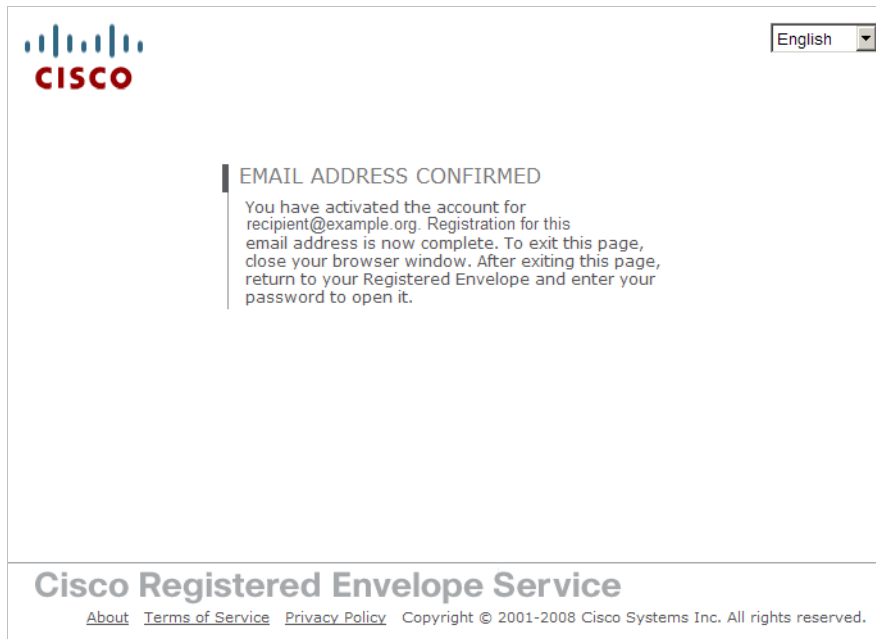 English
CISCO
EMAIL ADDRESS CONFIRMED
You have activated the account for
recipient@example.org. Registration for this
email address is now complete. To exit this page,
close your browser window. After exiting this page,
return to your Registered Envelope and enter your
password to open it.
Cisco Registered Envelope Service
About Terms of Service Privacy Policy Copyright © 2001-2008 Cisco Systems Inc. All rights reserved.